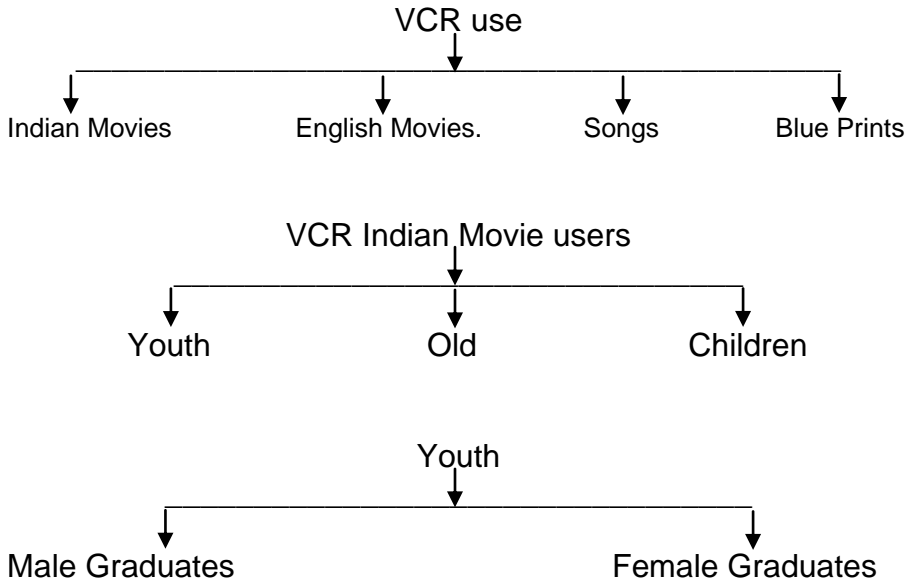 VCR use
Indian Movies English Movies. Songs Blue Prints
VCR Indian Movie users
Youth Old Children
Youth
Male Graduates Female Graduates